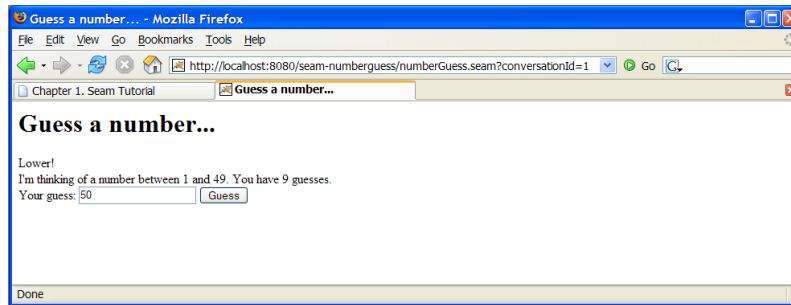 Guess a number... - Mozilla Firefox
File Edit View Go Bookmarks Tools Help
http://localhost:8080/seam-numberguess/numberGuess.seam?conversationId=1 Go G
Chapter 1. Seam Tutorial Guess a number...
Guess a number...
Lower!
I'm thinking of a number between 1 and 49. You have 9 guesses.
Your guess: 50 Guess
Done